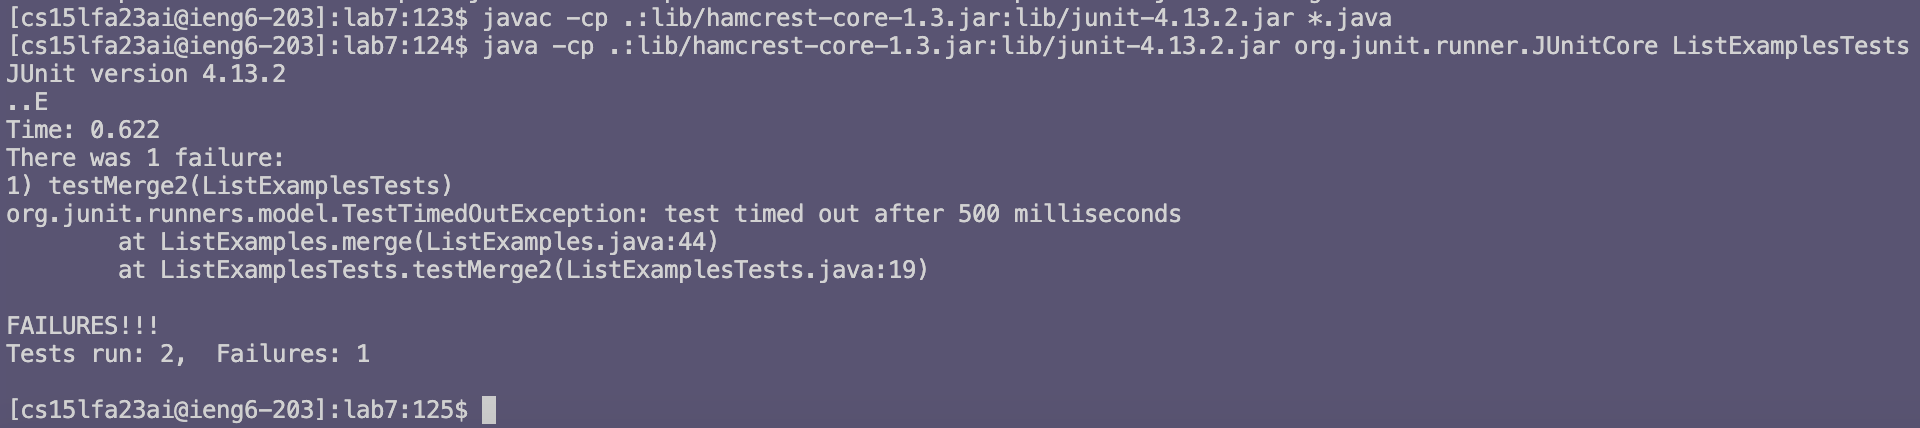 [cs15lfa23ai@ieng6-203]:lab7:123$ javac -cp .:lib/hamcrest-core-1.3.jar:lib/junit-4.13.2.jar *.java
[cs15lfa23ai@ieng6-203]:lab7:124$ java -cp .:lib/hamcrest-core-1.3.jar:lib/junit-4.13.2.jar org.junit.runner.JUnitCore ListExamplesTests
JUnit version 4.13.2
..E
Time: 0.622
There was 1 failure:
1) testMerge2(ListExamplesTests)
org.junit.runners.model.TestTimedOutException: test timed out after 500 milliseconds
        at ListExamples.merge(ListExamples.java:44)
        at ListExamplesTests.testMerge2(ListExamplesTests.java:19)

FAILURES!!!
Tests run: 2,  Failures: 1

[cs15lfa23ai@ieng6-203]:lab7:125$